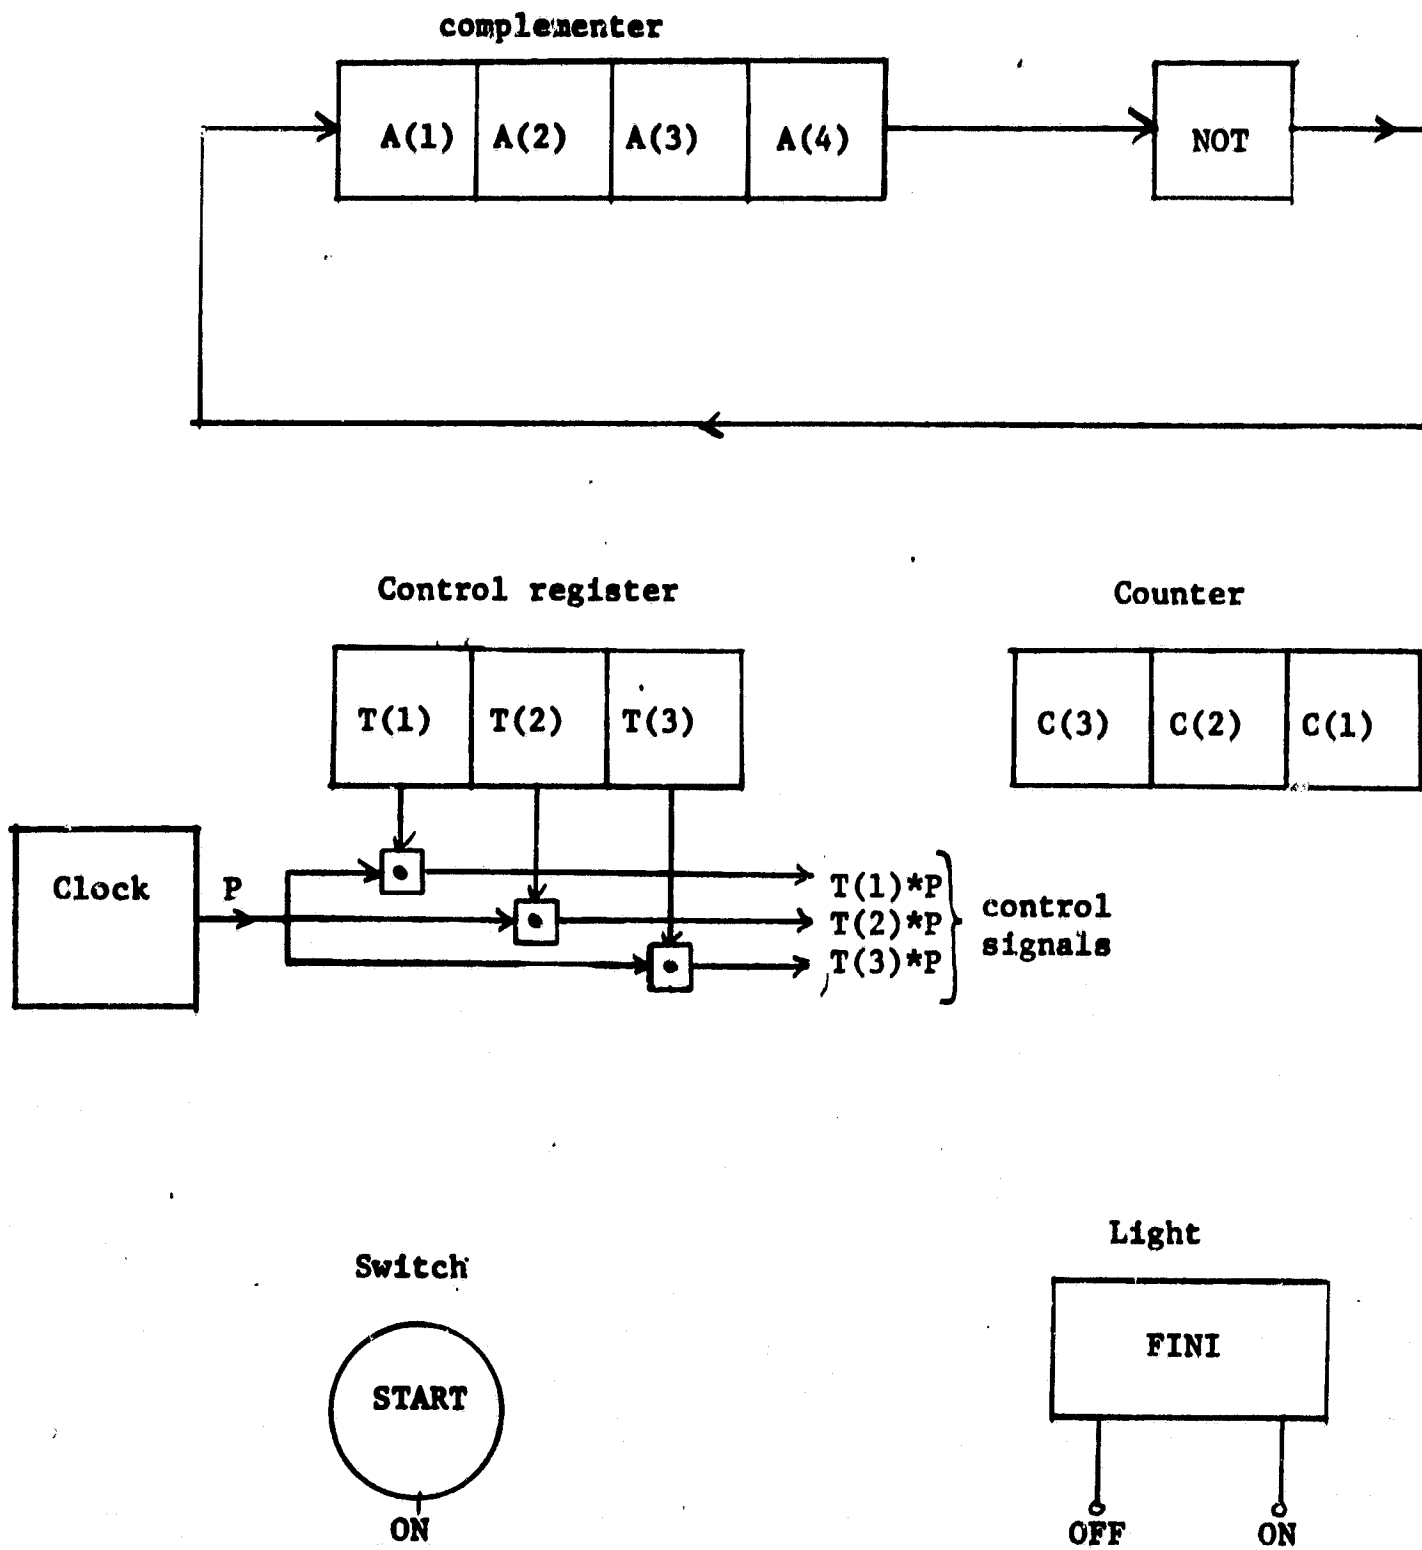 complementer
A(1) A(2) A(3) A(4) NOT
Control register Counter
T(1) T(2) T(3) C(3) C(2) C(1)
Clock P
T(1)*P
T(2)*P
T(3)*P
control
signals
Switch Light
START FINI
ON OFF ON